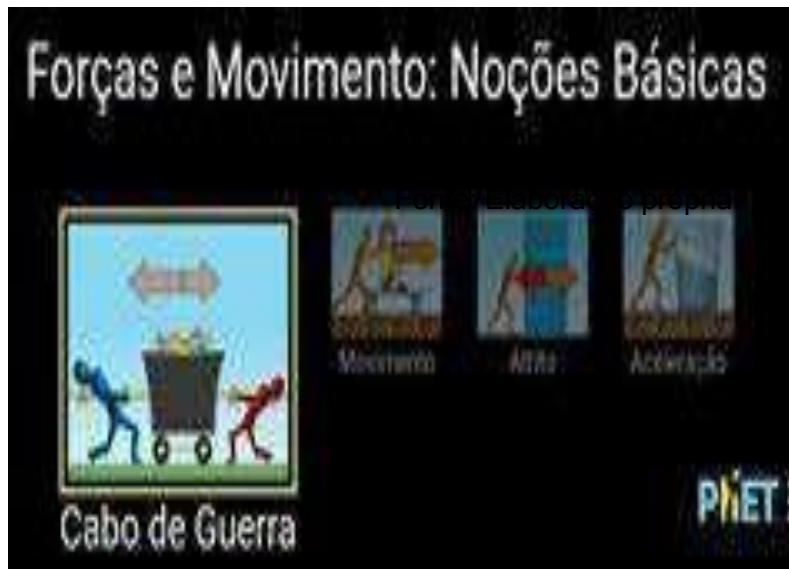 Forças e Movimento: Noções Básicas
Fonte: Elaboração própria
Movimento
Atrito
Aceleração
Cabo de Guerra
PhET